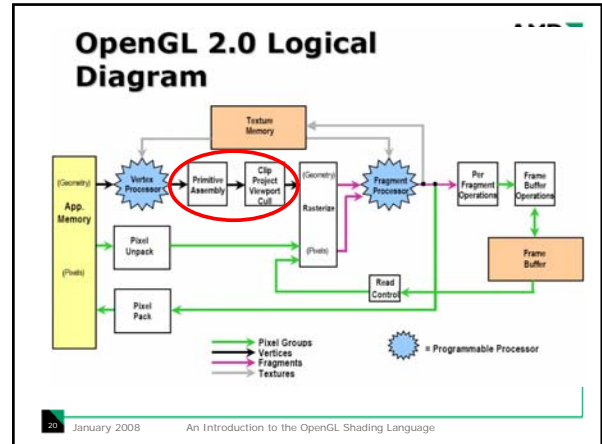 AMD
OpenGL 2.0 Logical
Diagram
Texture
Memory
(Geometry)
App.
Memory
(Pixels)
Vertex
Processor
Primitive
Assembly
Clip
Project
Viewport
Cull
(Geometry)
Rasterize
(Pixels)
Fragment
Processor
Per
Fragment
Operations
Frame
Buffer
Operations
Pixel
Unpack
Frame
Buffer
Read
Control
Pixel
Pack
Pixel Groups
Vertices
Fragments
Textures
= Programmable Processor
20 January 2008 An Introduction to the OpenGL Shading Language